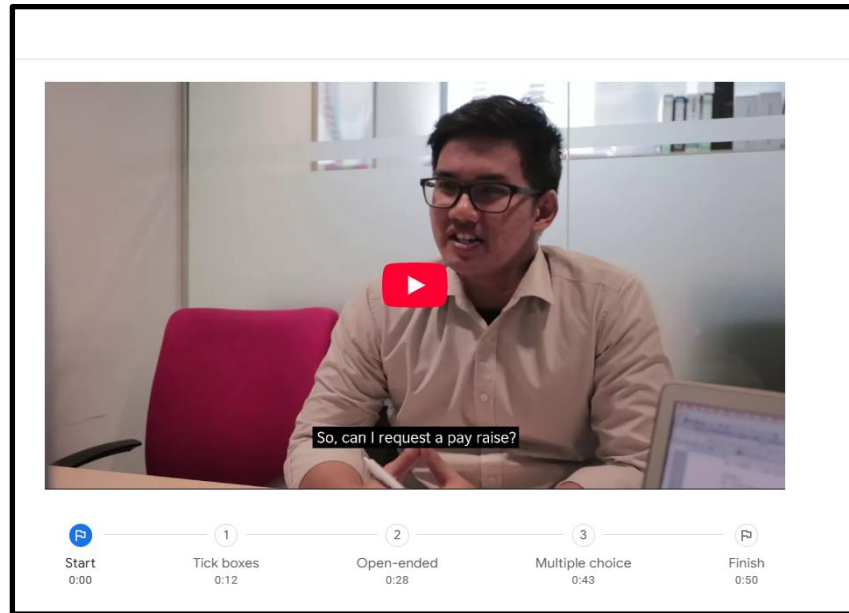 So, can I request a pay raise?
1
2
3
Start
Tick boxes
Open-ended
Multiple choice
Finish
0:00
0:12
0:28
0:43
0:50